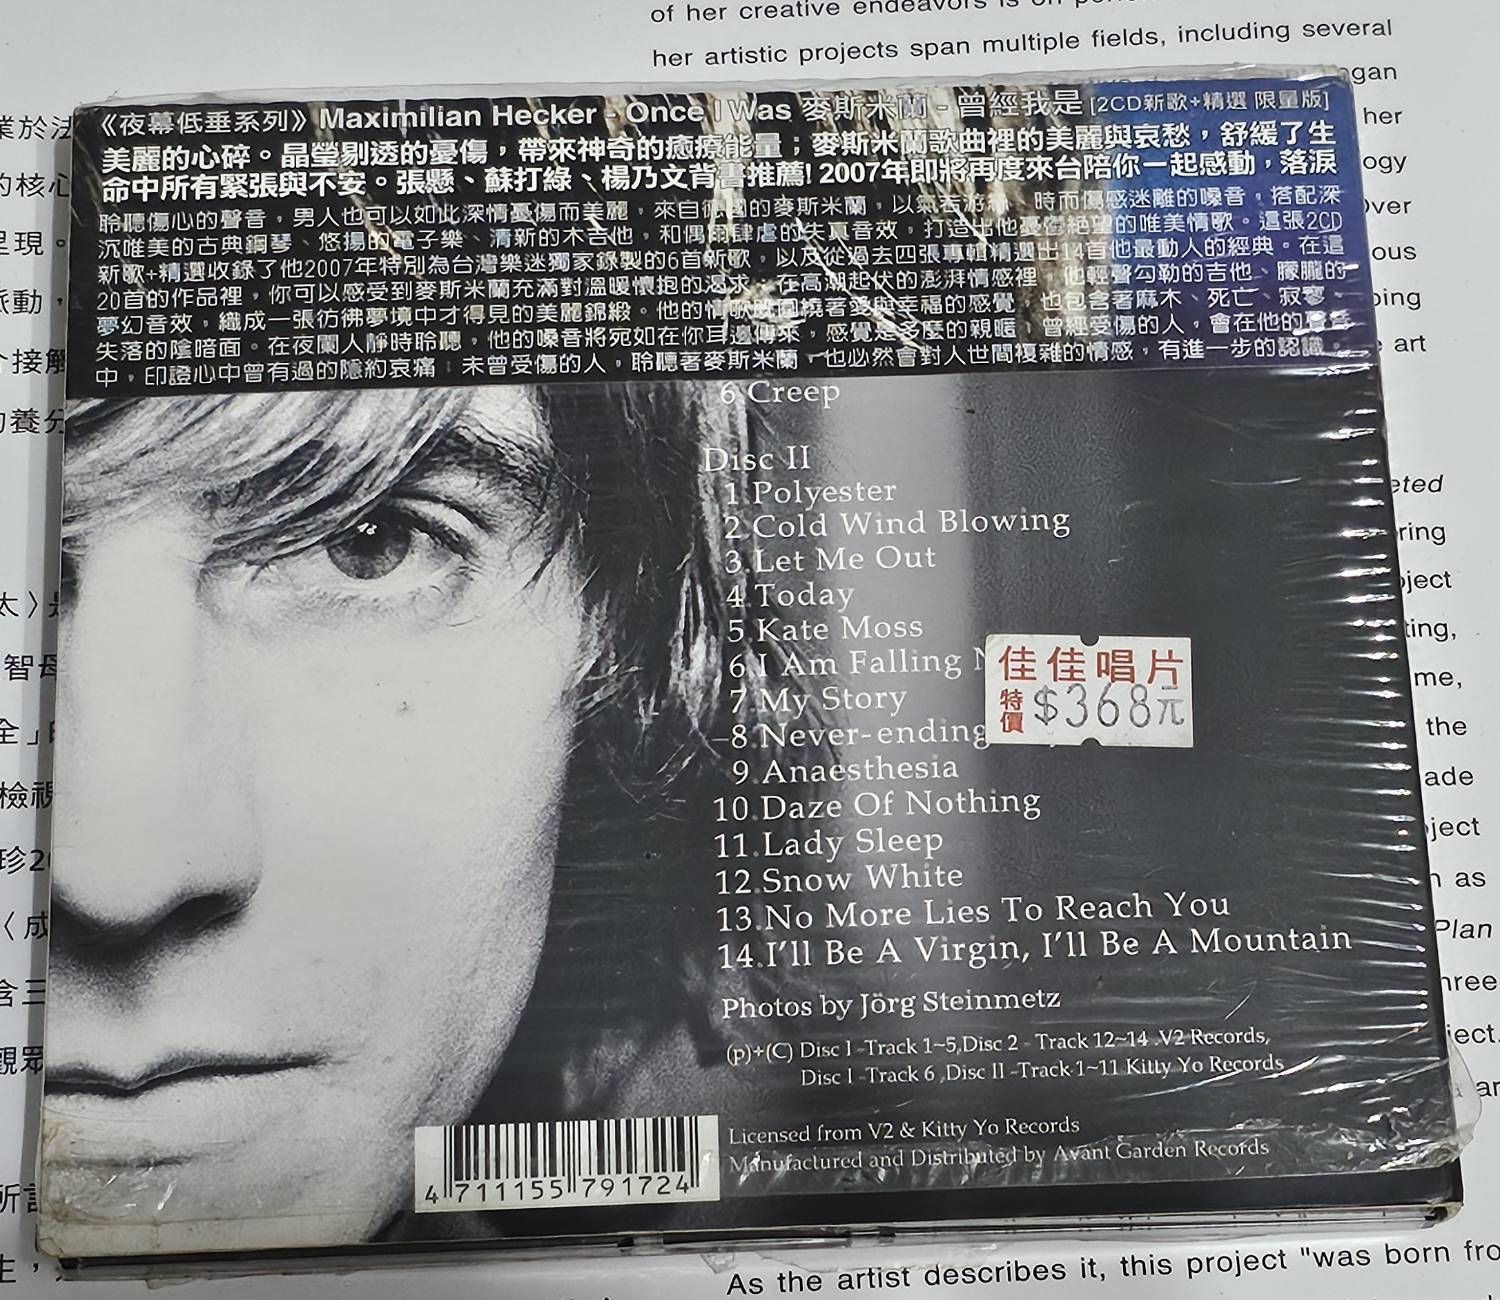 of her creative endeavors is on
her artistic projects span multiple fields, including several
《夜幕低垂系列》Maximilian Hecker - Once I Was 麥斯米蘭 - 曾經我是 [2CD新歌+精選 限量版]
美麗的心碎。晶瑩剔透的憂傷，帶來神奇的癒療能量；麥斯米蘭歌曲裡的美麗與哀愁，舒緩了生
命中所有緊張與不安。張懸、蘇打綠、楊乃文背書推薦! 2007年即將再度來台陪你一起感動，落淚
聆聽傷心的聲音，男人也可以如此深情憂傷而美麗，來自德國的麥斯米蘭，以氣若游絲、時而傷感迷離的嗓音，搭配深
沉唯美的古典鋼琴、悠揚的電子樂、清新的木吉他，和偶爾肆虐的失真音效，打造出他憂鬱絕望的唯美情歌。這張2CD
新歌+精選收錄了他2007年特別為台灣樂迷獨家錄製的6首新歌，以及從過去四張專輯精選出14首他最動人的經典。在這
20首的作品裡，你可以感受到麥斯米蘭充滿對溫暖懷抱的渴求，在高潮起伏的澎湃情感裡，他輕聲勾勒的吉他、朦朧的
夢幻音效，織成一張彷彿夢境中才得見的美麗錦緞。他的情歌既圍繞著愛與幸福的感覺，也包含著麻木、死亡、寂寥、
失落的陰暗面。在夜闌人靜時聆聽，他的嗓音將宛如在你耳邊傳來，感覺是多麼的親暱，曾經受傷的人，會在他的聲音
中，印證心中曾有過的隱約哀痛，未曾受傷的人，聆聽著麥斯米蘭，也必然會對人世間複雜的情感，有進一步的認識。
6 Creep
Disc II
1 Polyester
2.Cold Wind Blowing
3.Let Me Out
4.Today
5 Kate Moss
6.I Am Falling
7.My Story
8.Never-ending
9.Anaesthesia
10.Daze Of Nothing
11.Lady Sleep
12.Snow White
13.No More Lies To Reach You
14.I'll Be A Virgin, I'll Be A Mountain
佳佳唱片
特價 $368元
Photos by Jörg Steinmetz
(p)+(C) Disc I -Track 1~5,Disc 2 - Track 12~14 .V2 Records,
Disc I -Track 6 ,Disc II -Track 1~11 Kitty Yo Records
Licensed from V2 & Kitty Yo Records
Manufactured and Distributed by Avant Garden Records
4 711155 791724
As the artist describes it, this project "was born